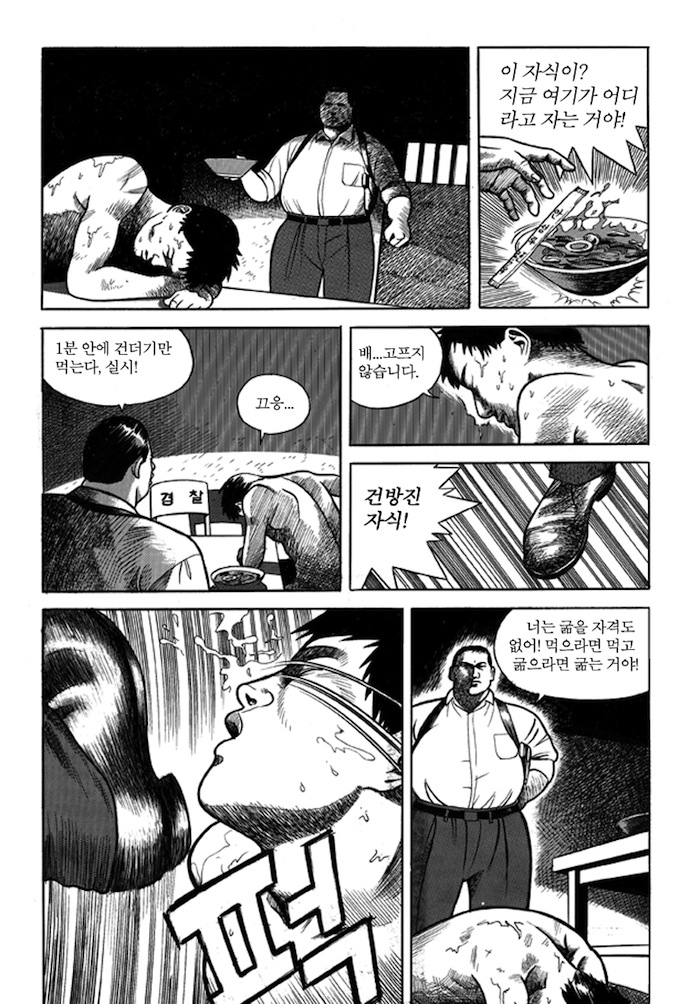 이 자식이?
지금 여기가 어디
라고 자는 거야!
1분 안에 건더기만
먹는다, 실시!
끄응...
경찰
배...고프지
않습니다.
건방진
자식!
퍽
너는 굶을 자격도
없어! 먹으라면 먹고
굶으라면 굶는 거야!